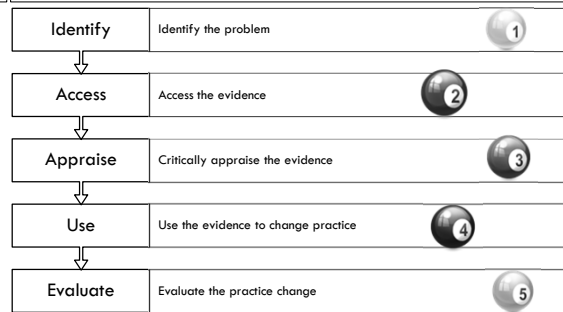 Identify Identify the problem 1
Access Access the evidence 2
Appraise Critically appraise the evidence 3
Use Use the evidence to change practice 4
Evaluate Evaluate the practice change 5